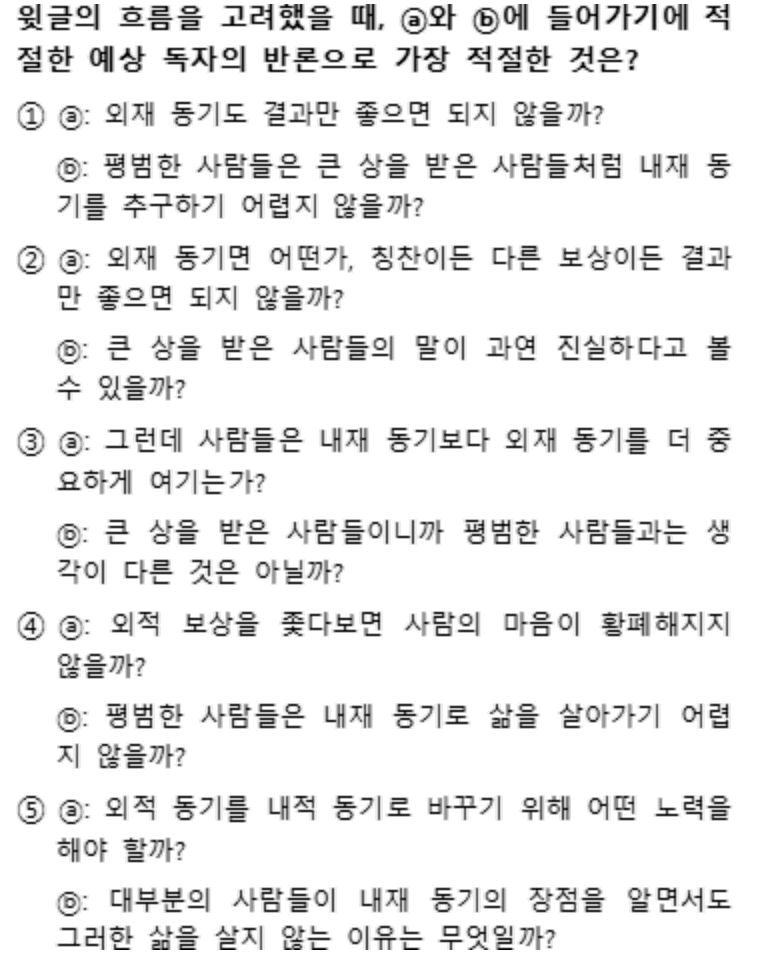 윗글의 흐름을 고려했을 때, ⓐ와 ⓑ에 들어가기에 적
절한 예상 독자의 반론으로 가장 적절한 것은?
① ⓐ: 외재 동기도 결과만 좋으면 되지 않을까?
ⓑ: 평범한 사람들은 큰 상을 받은 사람들처럼 내재 동
기를 추구하기 어렵지 않을까?
② ⓐ: 외재 동기면 어떤가, 칭찬이든 다른 보상이든 결과
만 좋으면 되지 않을까?
ⓑ: 큰 상을 받은 사람들의 말이 과연 진실하다고 볼
수 있을까?
③ ⓐ: 그런데 사람들은 내재 동기보다 외재 동기를 더 중
요하게 여기는가?
ⓑ: 큰 상을 받은 사람들이니까 평범한 사람들과는 생
각이 다른 것은 아닐까?
④ ⓐ: 외적 보상을 좇다보면 사람의 마음이 황폐해지지
않을까?
ⓑ: 평범한 사람들은 내재 동기로 삶을 살아가기 어렵
지 않을까?
⑤ ⓐ: 외적 동기를 내적 동기로 바꾸기 위해 어떤 노력을
해야 할까?
ⓑ: 대부분의 사람들이 내재 동기의 장점을 알면서도
그러한 삶을 살지 않는 이유는 무엇일까?